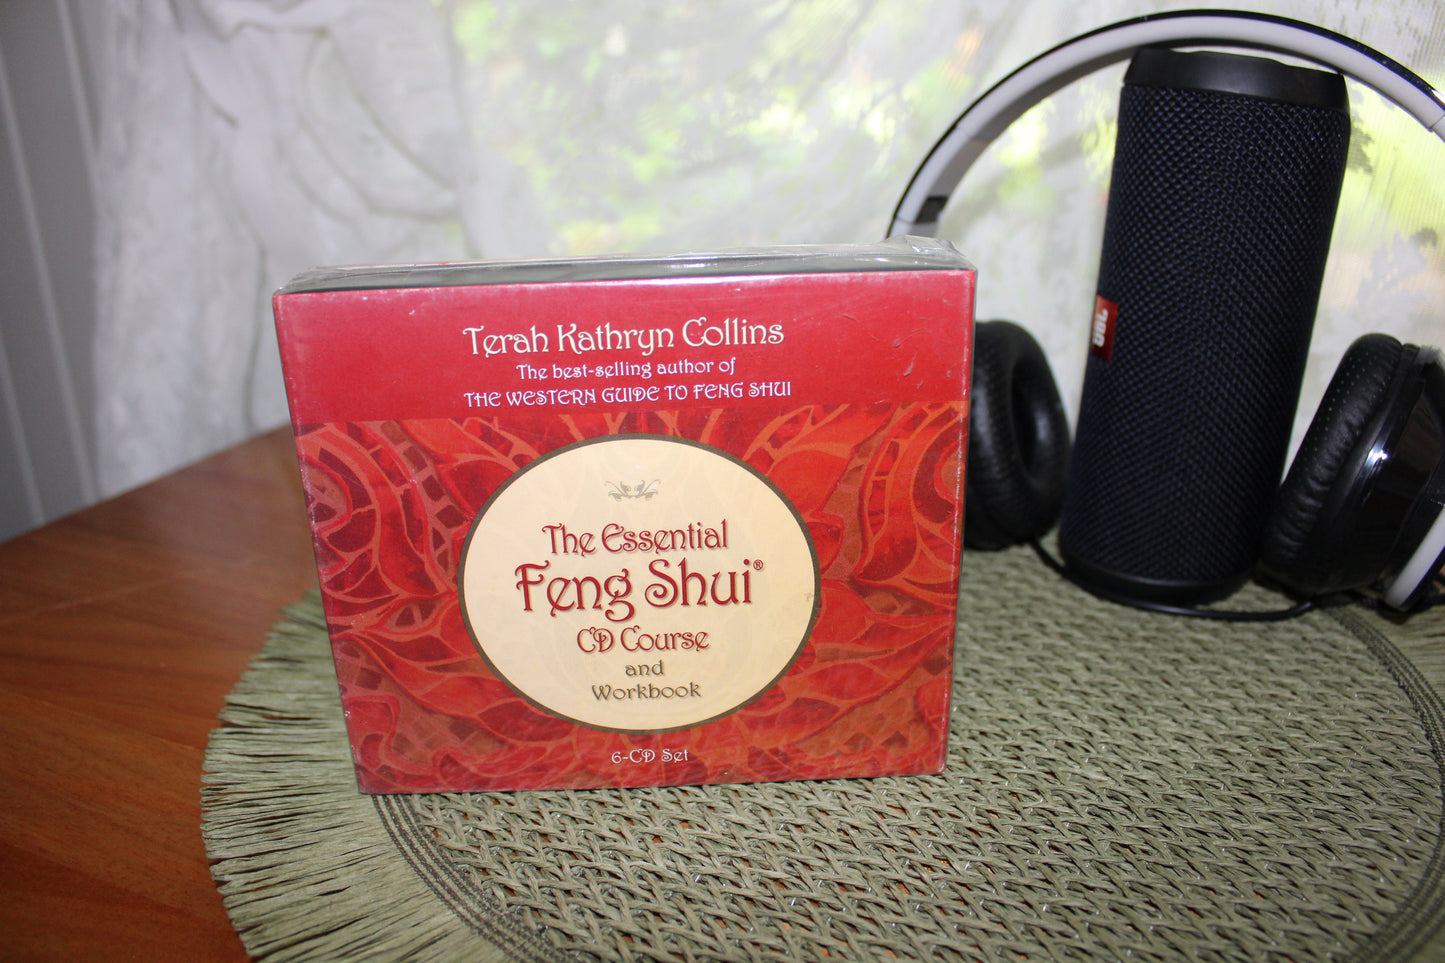 Terah Kathryn Collins
The best-selling author of
THE WESTERN GUIDE TO FENG SHUI
The Essential
Feng Shui®
CD Course
and
Workbook
6-CD Set
JBL